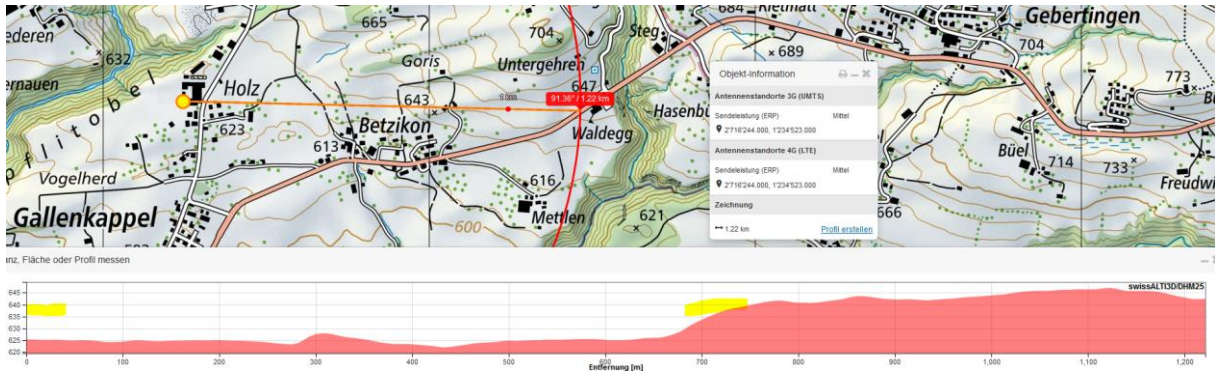 665
704
Steg
684
Rietmatt
Gebertingen
ederen
632
Goris
Untergehren
689
704
773
ernauen
Holz
643
647
91.36° / 1.22 km
Hasenbü
623
Betzikon
Waldegg
613
Büel
714
733
Vogelherd
616
Freudwi
Gallenkappel
Mettlen
621
666
600
Objekt-Information
Antennenstandorte 3G (UMTS)
Sendeleistung (ERP) Mittel
2'716'244.000, 1'234'523.000
Antennenstandorte 4G (LTE)
Sendeleistung (ERP) Mittel
2'716'244.000, 1'234'523.000
Zeichnung
1.22 km Profil erstellen
anz, Fläche oder Profil messen
swissALTI3D/DHM25
645
640
635
630
625
620
0 100 200 300 400 500 600 700 800 900 1,000 1,100 1,200
Entfernung [m]